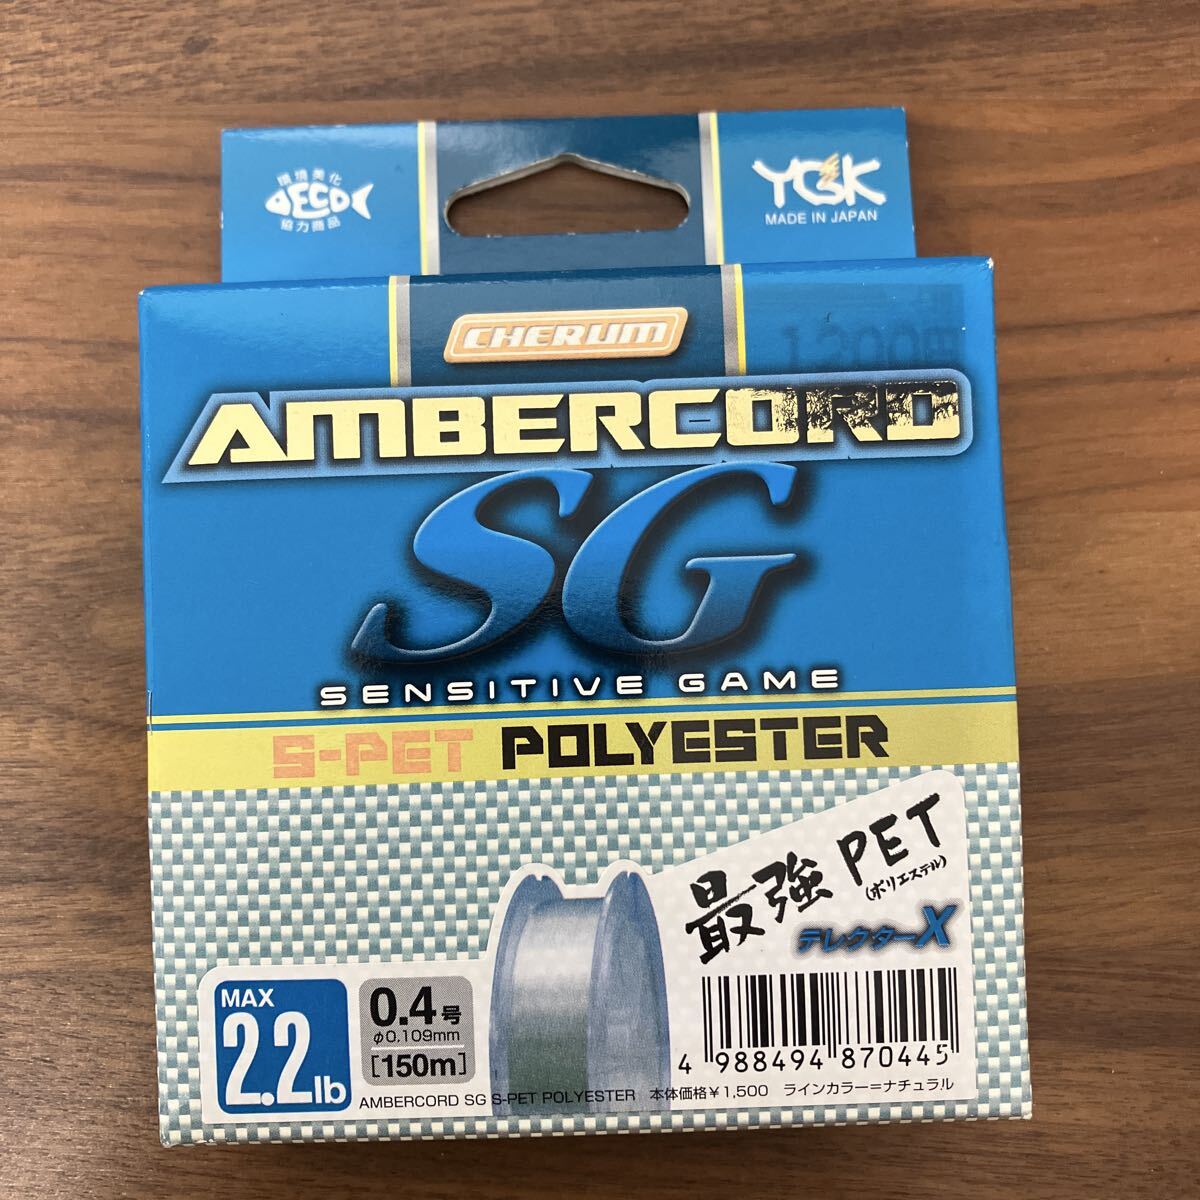 環境美化
ECO
協力商品
YGK
MADE IN JAPAN
CHERUM
AMBERCORD
SG
SENSITIVE GAME
S-PET POLYESTER
最強PET
(ポリエステル)
テレクターX
MAX
2.2lb
0.4号
φ0.109mm
[150m]
4 988494 870445
AMBERCORD SG S-PET POLYESTER 本体価格¥1,500 ラインカラー=ナチュラル